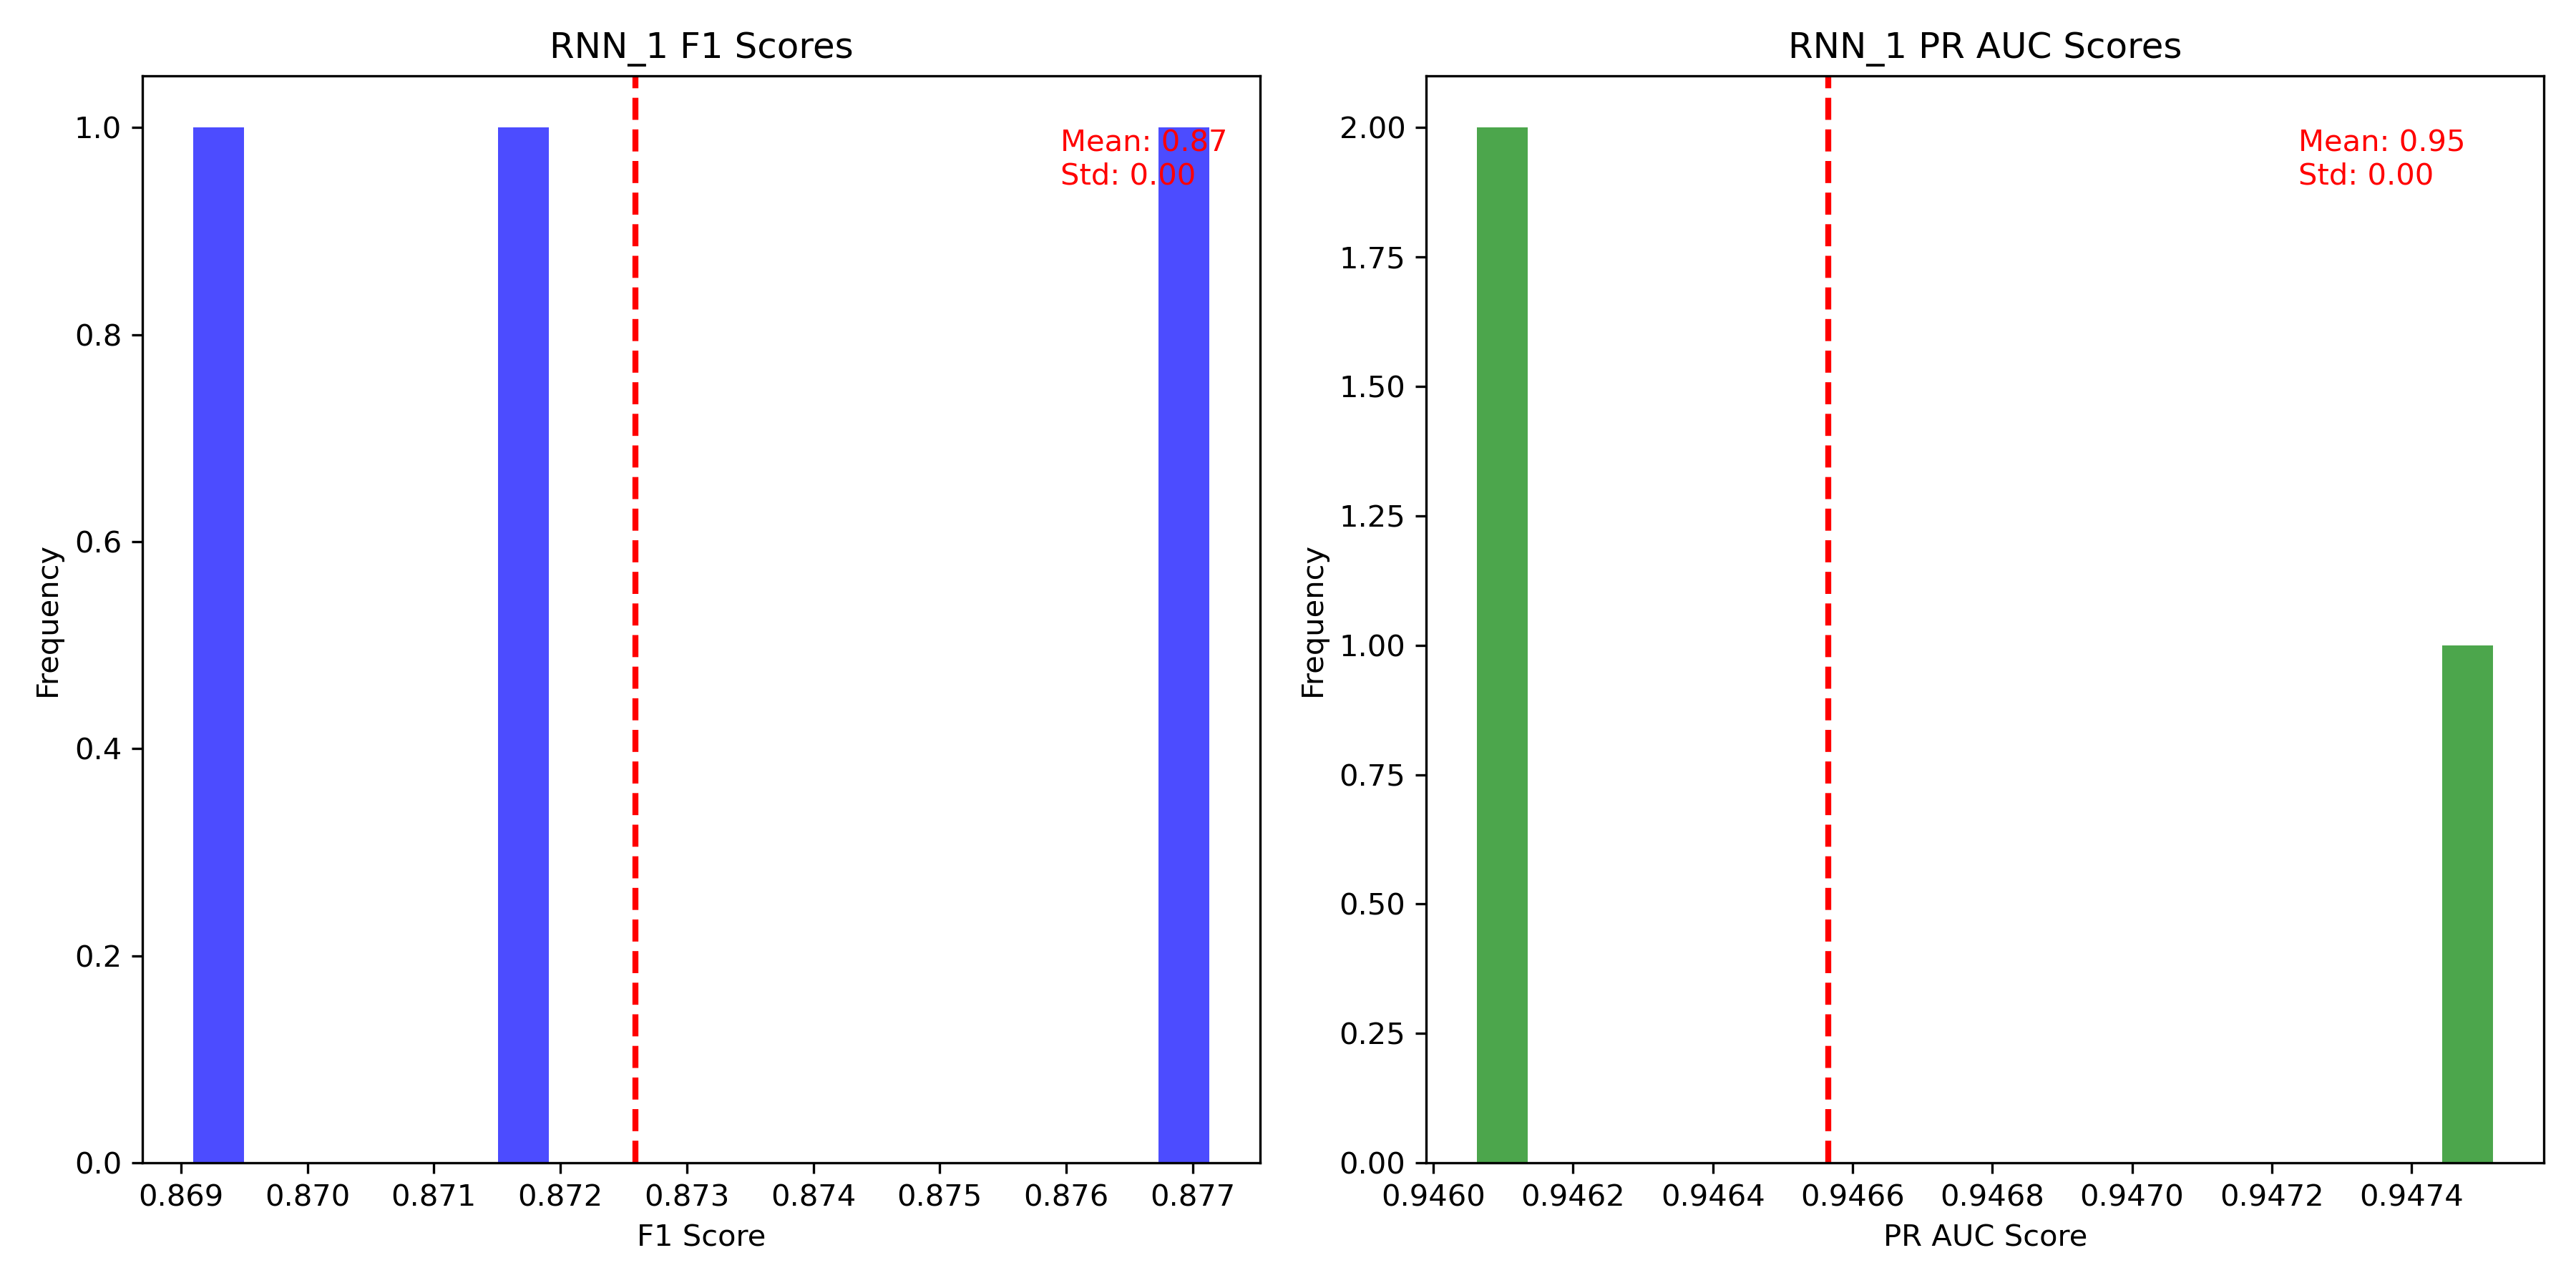 RNN_1 F1 Scores
Mean: 0.87
Std: 0.00
1.0
0.8
0.6
0.4
0.2
0.0
Frequency
0.869 0.870 0.871 0.872 0.873 0.874 0.875 0.876 0.877
F1 Score
RNN_1 PR AUC Scores
Mean: 0.95
Std: 0.00
2.00
1.75
1.50
1.25
1.00
0.75
0.50
0.25
0.00
Frequency
0.9460 0.9462 0.9464 0.9466 0.9468 0.9470 0.9472 0.9474
PR AUC Score